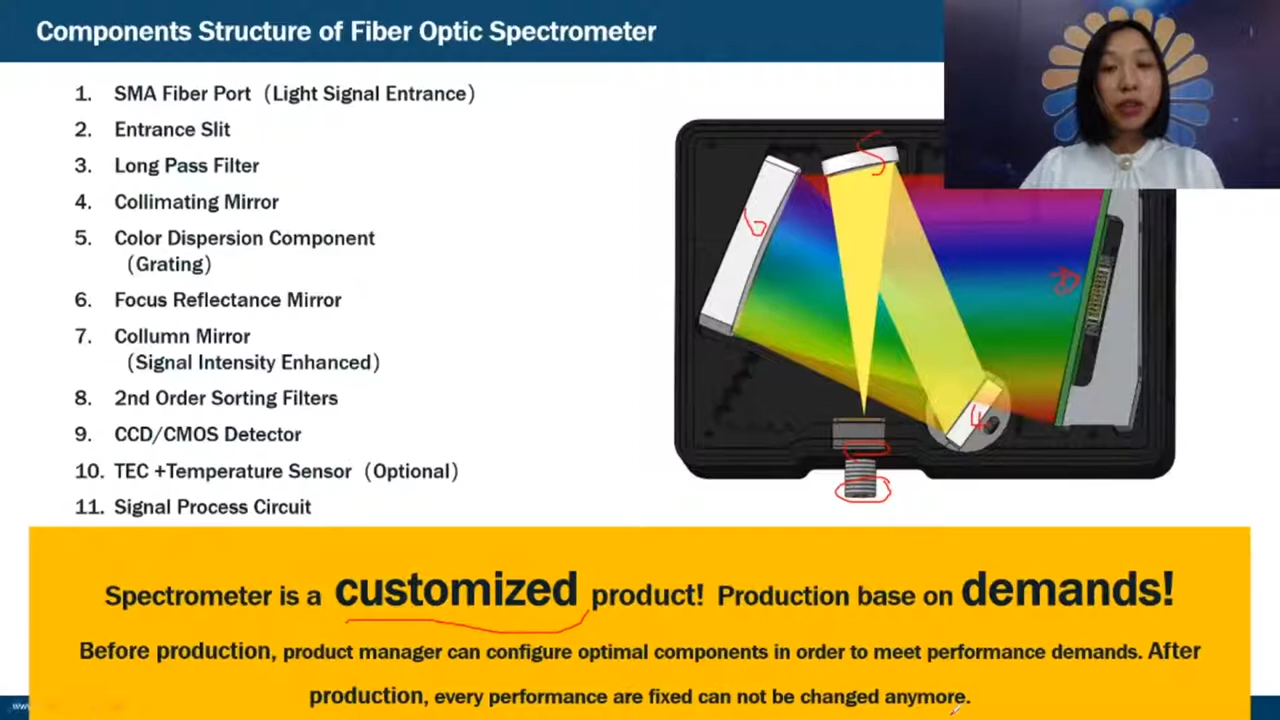 Components Structure of Fiber Optic Spectrometer
1. SMA Fiber Port（Light Signal Entrance）
2. Entrance Slit
3. Long Pass Filter
4. Collimating Mirror
5. Color Dispersion Component
（Grating）
6. Focus Reflectance Mirror
7. Collumn Mirror
（Signal Intensity Enhanced）
8. 2nd Order Sorting Filters
9. CCD/CMOS Detector
10. TEC +Temperature Sensor（Optional）
11. Signal Process Circuit
5
6
8
4
Spectrometer is a customized product! Production base on demands!
Before production, product manager can configure optimal components in order to meet performance demands. After
production, every performance are fixed can not be changed anymore.